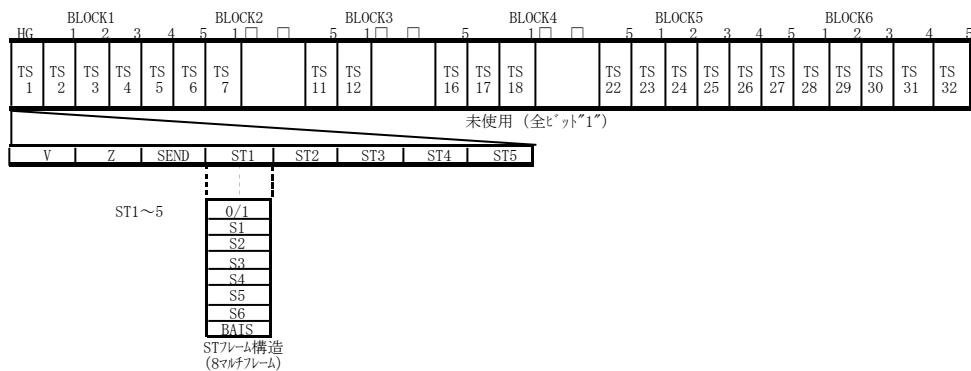 BLOCK1 BLOCK2 BLOCK3 BLOCK4 BLOCK5 BLOCK6
HG 1 2 3 4 5 1 □ □ 5 1 □ □ 5 1 □ □ 5 1 2 3 4 5 1 2 3 4 5
TS 1 TS 2 TS 3 TS 4 TS 5 TS 6 TS 7 TS 11 TS 12 TS 16 TS 17 TS 18 TS 22 TS 23 TS 24 TS 25 TS 26 TS 27 TS 28 TS 29 TS 30 TS 31 TS 32
未使用（全ﾋﾞｯﾄ"1"）
V Z SEND ST1 ST2 ST3 ST4 ST5
ST1～5
0/1
S1
S2
S3
S4
S5
S6
BAIS
STﾌﾚｰﾑ構造
(8ﾏﾙﾁﾌﾚｰﾑ)